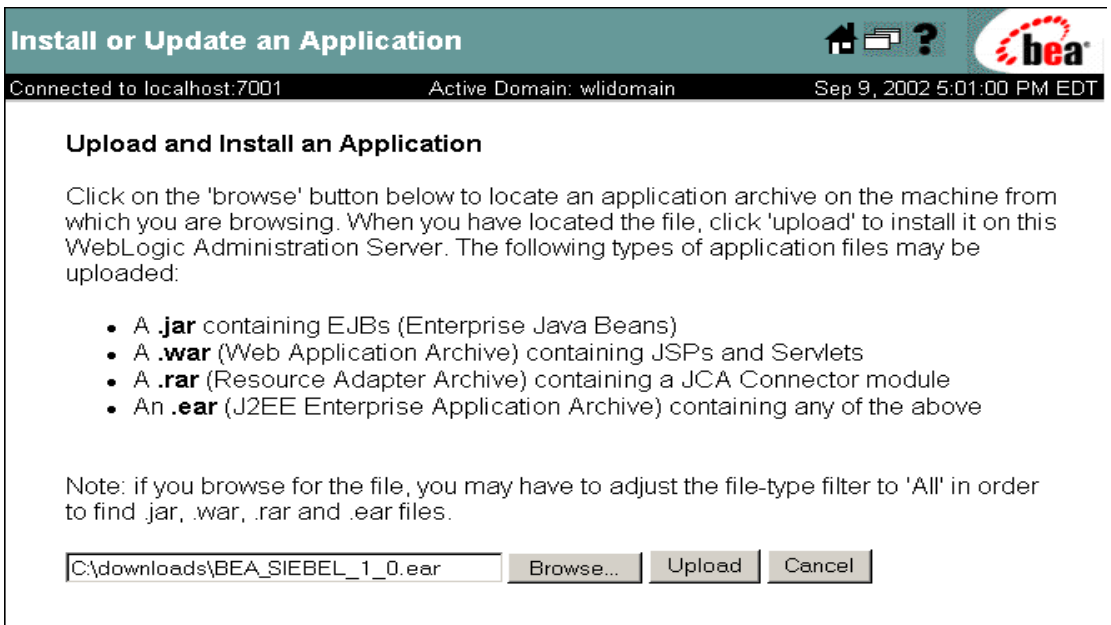 Install or Update an Application
bea
Connected to localhost:7001 Active Domain: wlidomain Sep 9, 2002 5:01:00 PM EDT
Upload and Install an Application
Click on the 'browse' button below to locate an application archive on the machine from
which you are browsing. When you have located the file, click 'upload' to install it on this
WebLogic Administration Server. The following types of application files may be
uploaded:
• A .jar containing EJBs (Enterprise Java Beans)
• A .war (Web Application Archive) containing JSPs and Servlets
• A .rar (Resource Adapter Archive) containing a JCA Connector module
• An .ear (J2EE Enterprise Application Archive) containing any of the above
Note: if you browse for the file, you may have to adjust the file-type filter to 'All' in order
to find .jar, .war, .rar and .ear files.
C:\downloads\BEA_SIEBEL_1_0.ear Browse... Upload Cancel